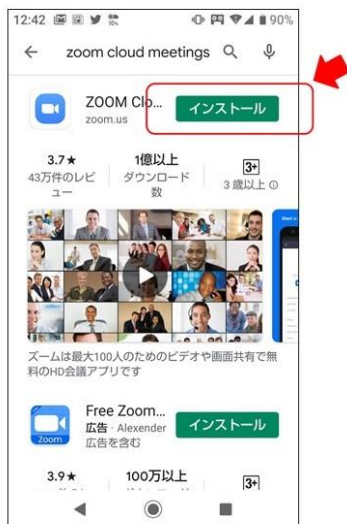 12:42 90%
zoom cloud meetings
ZOOM Clo...
zoom.us
インストール
3.7★
43万件のレビュー
1億以上
ダウンロード数
3+
3 歳以上
ズームは最大100人のためのビデオや画面共有で無
料のHD会議アプリです
Free Zoom...
広告・Alexender
広告を含む
インストール
Zoom
3.9★
100万以上
3+